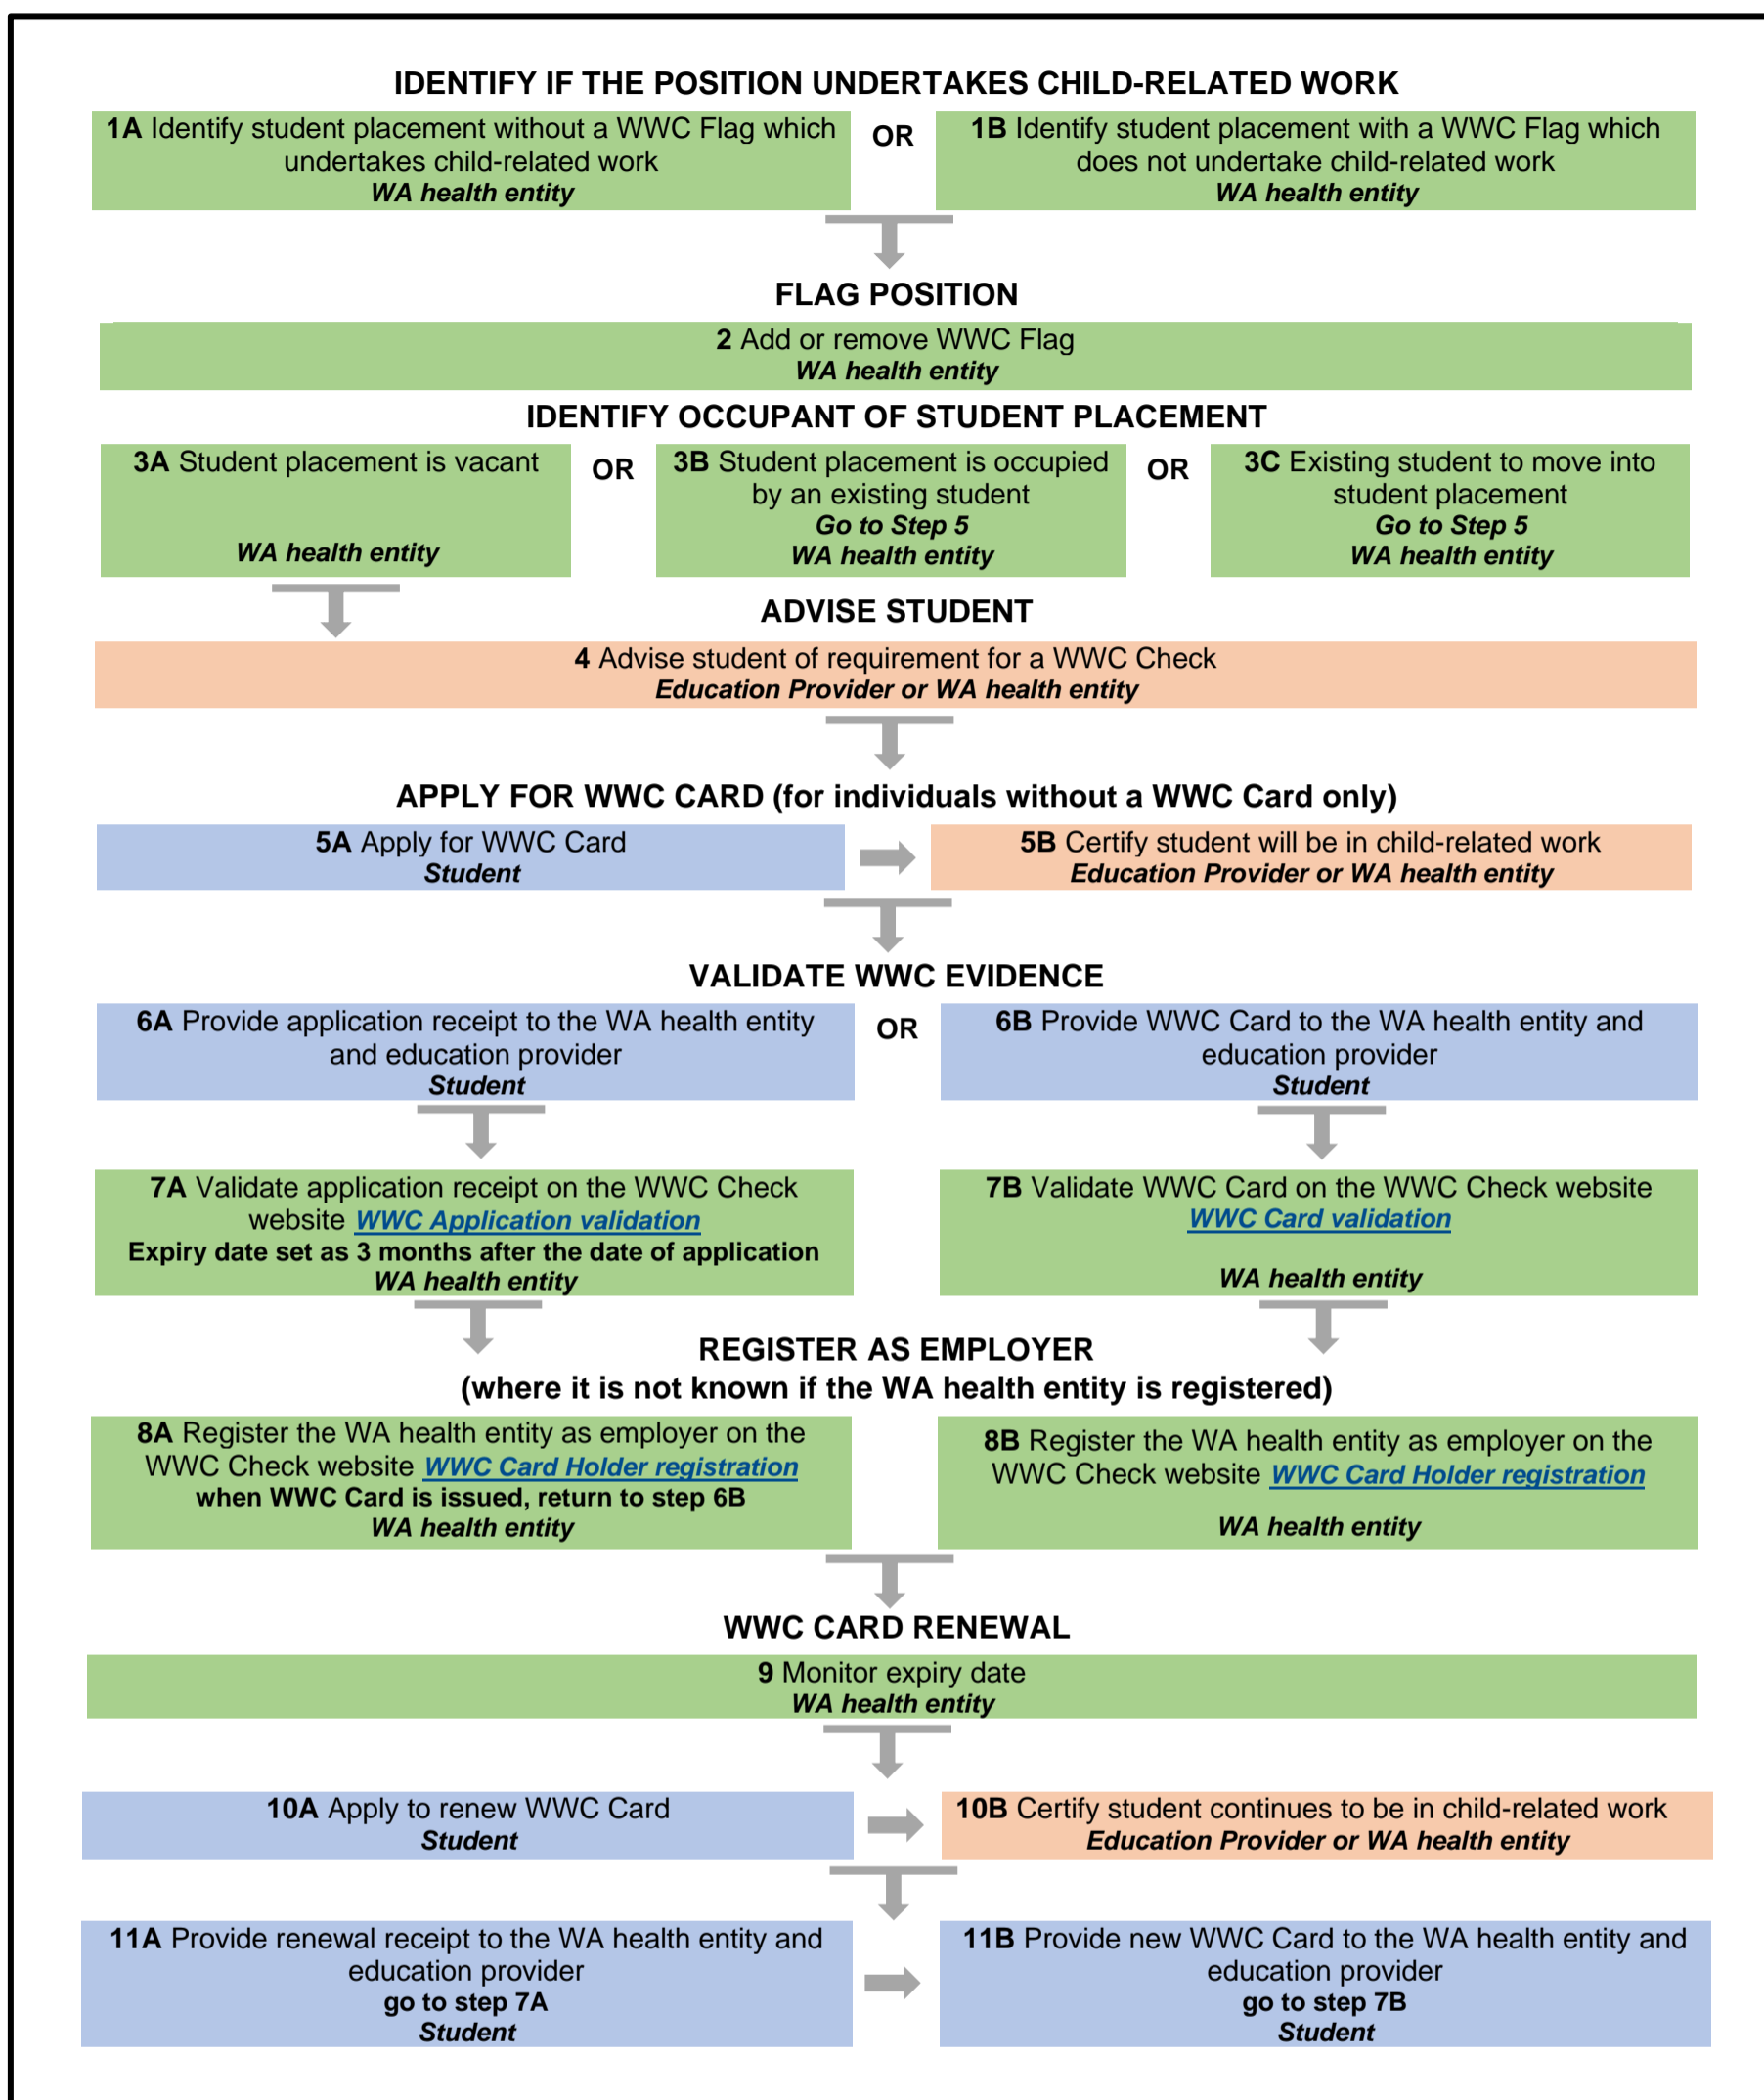 IDENTIFY IF THE POSITION UNDERTAKES CHILD-RELATED WORK
1A Identify student placement without a WWC Flag which
undertakes child-related work
WA health entity
OR
1B Identify student placement with a WWC Flag which
does not undertake child-related work
WA health entity
FLAG POSITION
2 Add or remove WWC Flag
WA health entity
IDENTIFY OCCUPANT OF STUDENT PLACEMENT
3A Student placement is vacant
WA health entity
OR
3B Student placement is occupied
by an existing student
Go to Step 5
WA health entity
OR
3C Existing student to move into
student placement
Go to Step 5
WA health entity
ADVISE STUDENT
4 Advise student of requirement for a WWC Check
Education Provider or WA health entity
APPLY FOR WWC CARD (for individuals without a WWC Card only)
5A Apply for WWC Card
Student
5B Certify student will be in child-related work
Education Provider or WA health entity
VALIDATE WWC EVIDENCE
6A Provide application receipt to the WA health entity
and education provider
Student
OR
6B Provide WWC Card to the WA health entity and
education provider
Student
7A Validate application receipt on the WWC Check
website WWC Application validation
Expiry date set as 3 months after the date of application
WA health entity
7B Validate WWC Card on the WWC Check website
WWC Card validation
WA health entity
REGISTER AS EMPLOYER
(where it is not known if the WA health entity is registered)
8A Register the WA health entity as employer on the
WWC Check website WWC Card Holder registration
when WWC Card is issued, return to step 6B
WA health entity
8B Register the WA health entity as employer on the
WWC Check website WWC Card Holder registration
WA health entity
WWC CARD RENEWAL
9 Monitor expiry date
WA health entity
10A Apply to renew WWC Card
Student
10B Certify student continues to be in child-related work
Education Provider or WA health entity
11A Provide renewal receipt to the WA health entity and
education provider
go to step 7A
Student
11B Provide new WWC Card to the WA health entity and
education provider
go to step 7B
Student